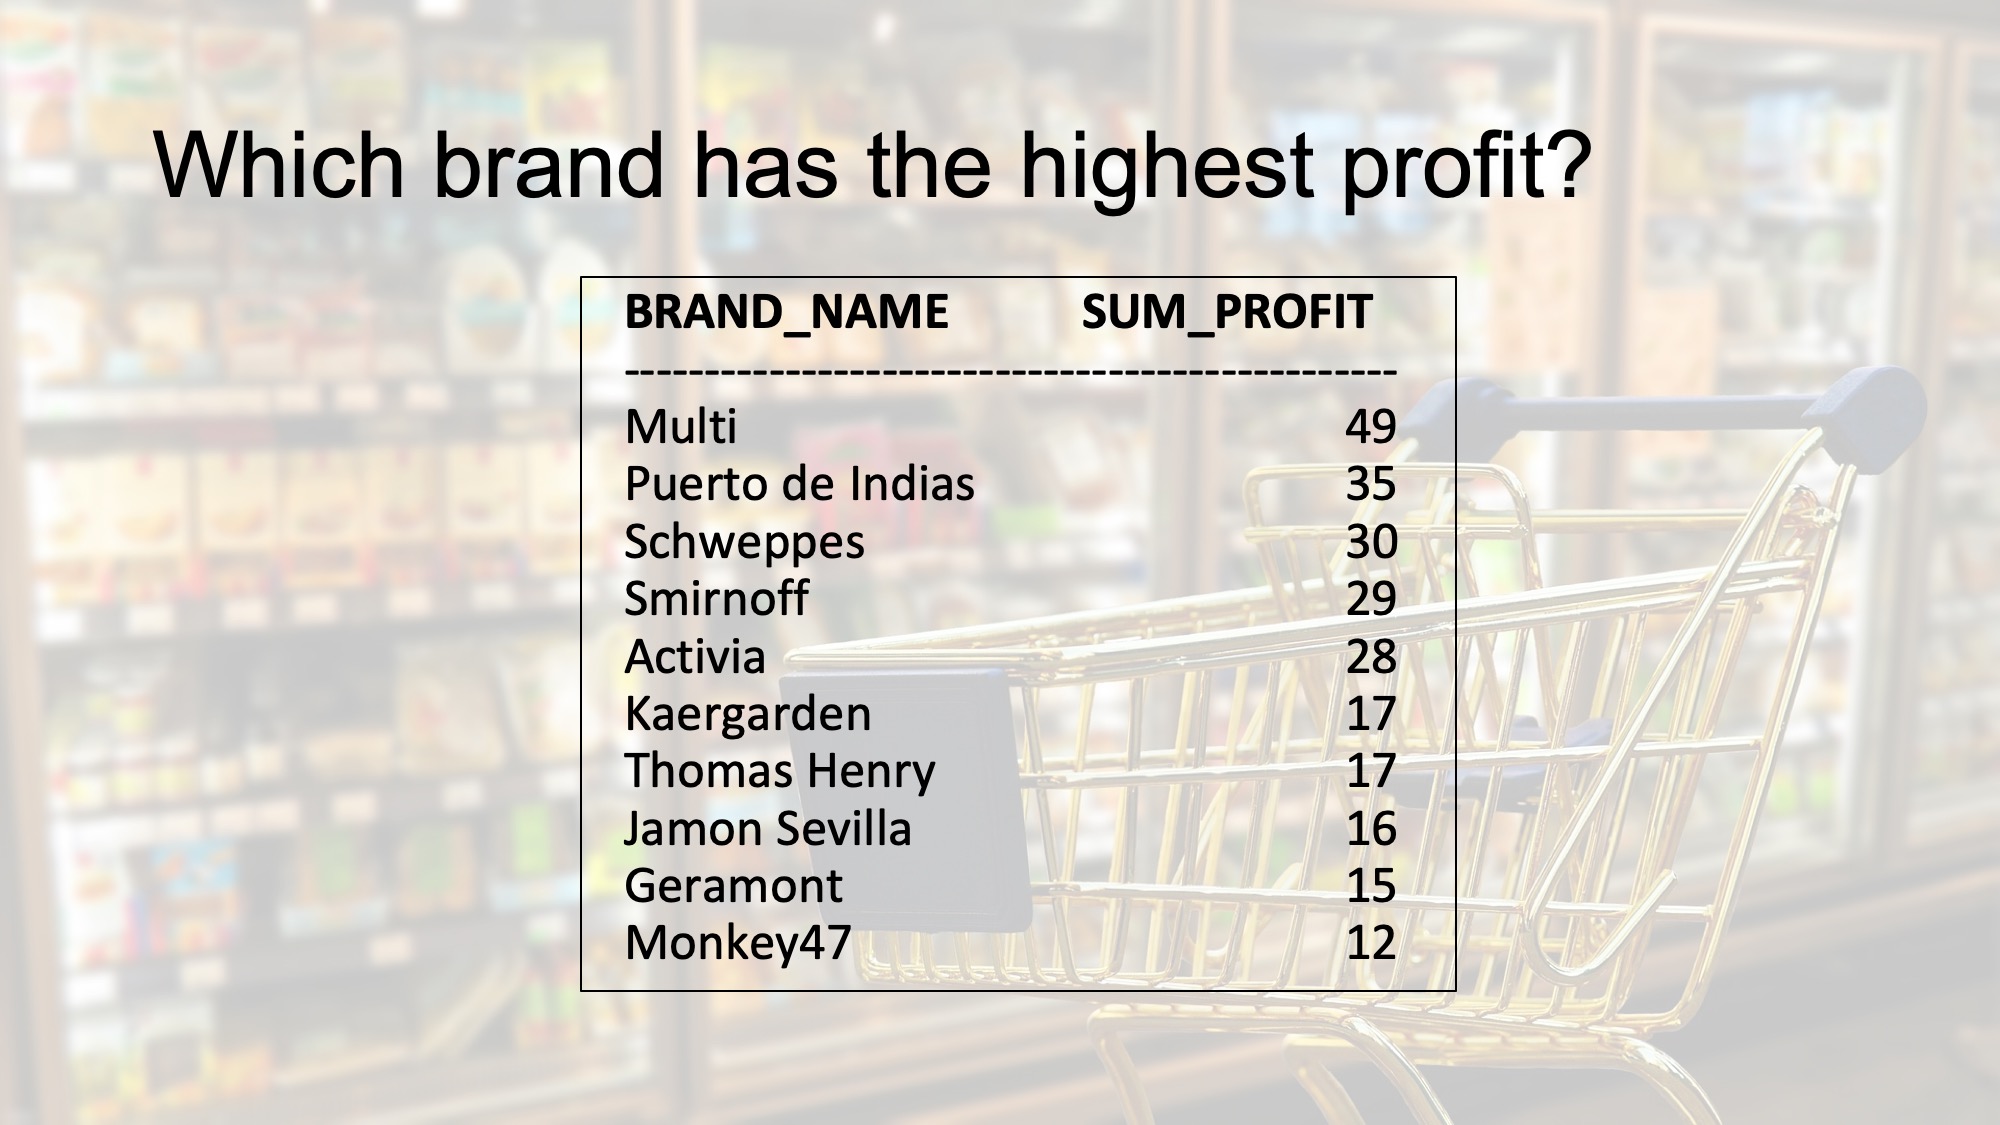 Which brand has the highest profit?
BRAND_NAME SUM_PROFIT
------------------------------------------------
Multi 49
Puerto de Indias 35
Schweppes 30
Smirnoff 29
Activia 28
Kaergarden 17
Thomas Henry 17
Jamon Sevilla 16
Geramont 15
Monkey47 12